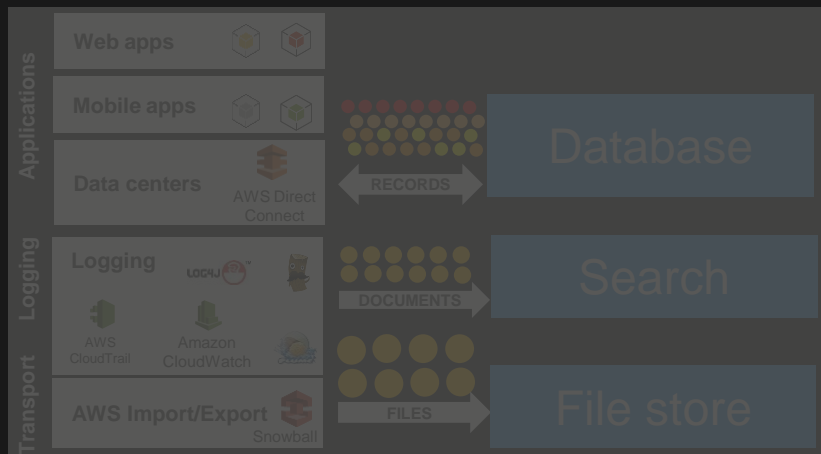 Applications
Web apps
Mobile apps
Data centers
AWS Direct
Connect
RECORDS
Database
Logging
Logging
LOG4J
AWS
CloudTrail
Amazon
CloudWatch
DOCUMENTS
Search
Transport
AWS Import/Export
Snowball
FILES
File store